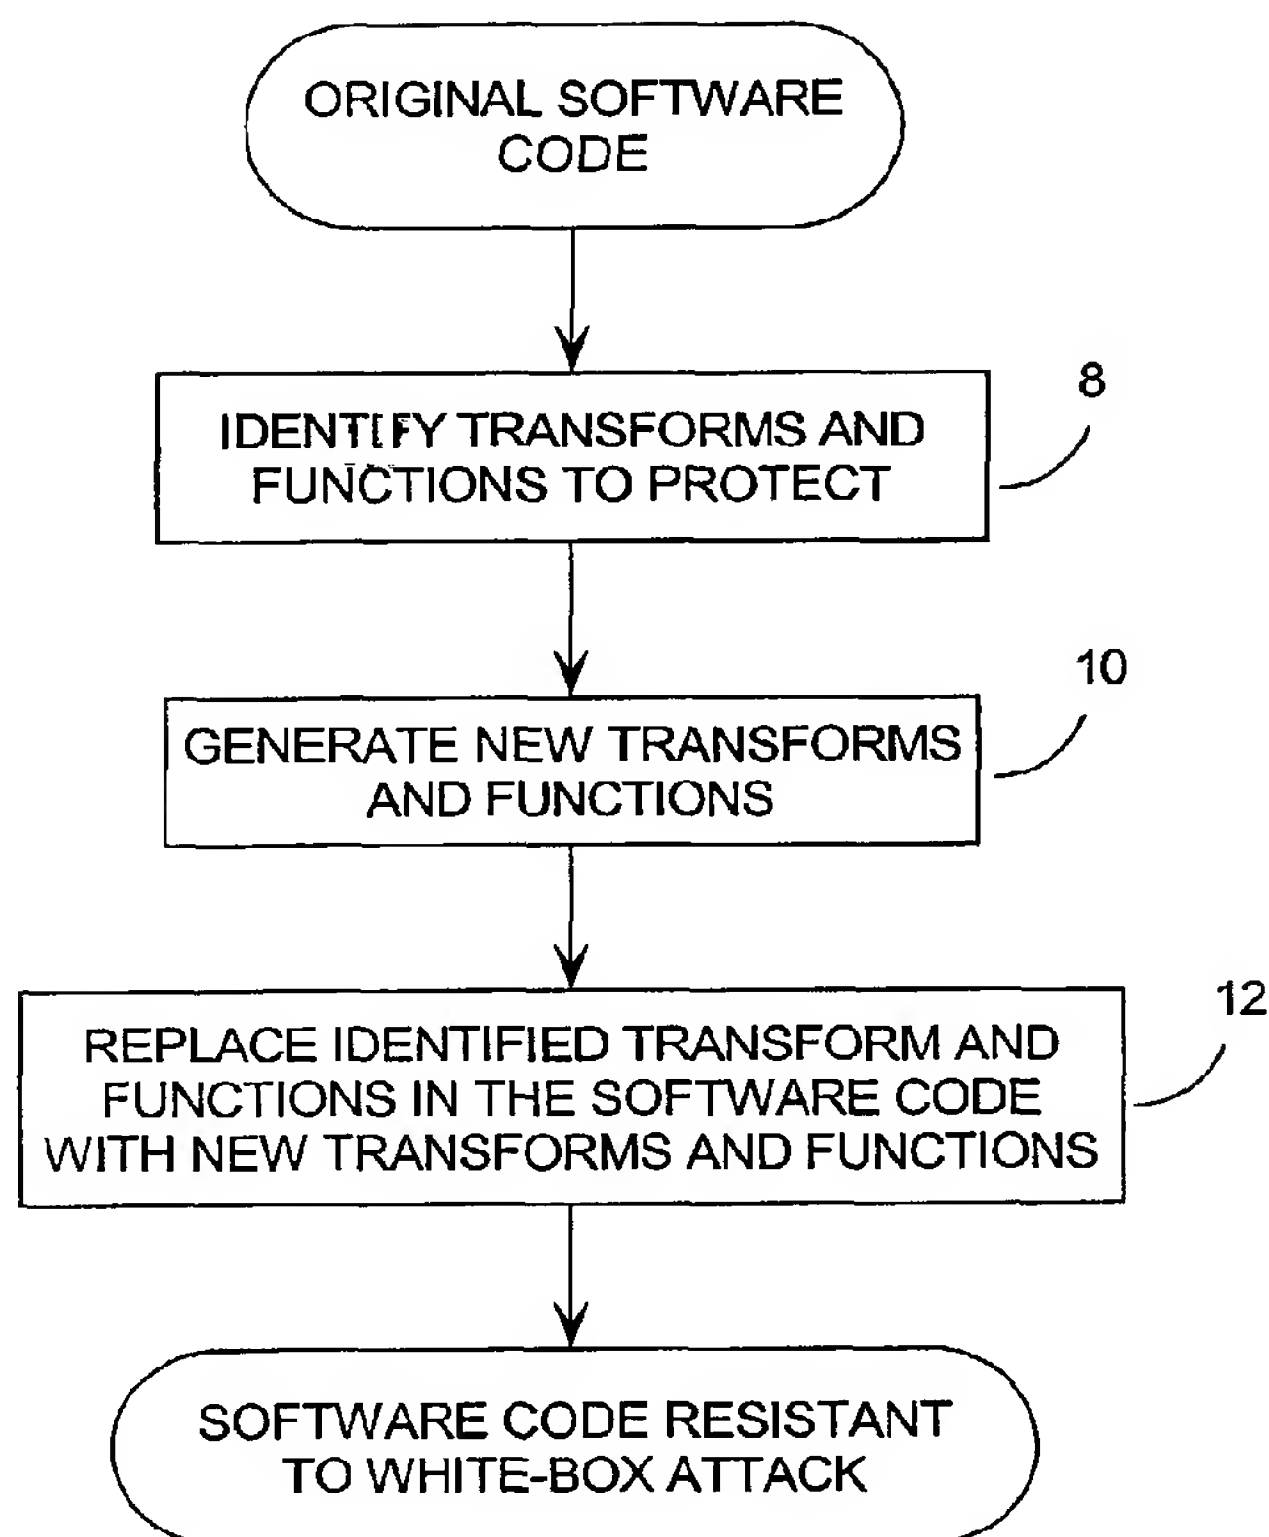 ORIGINAL SOFTWARE
CODE
8
IDENTIFY TRANSFORMS AND
FUNCTIONS TO PROTECT
10
GENERATE NEW TRANSFORMS
AND FUNCTIONS
12
REPLACE IDENTIFIED TRANSFORM AND
FUNCTIONS IN THE SOFTWARE CODE
WITH NEW TRANSFORMS AND FUNCTIONS
SOFTWARE CODE RESISTANT
TO WHITE-BOX ATTACK